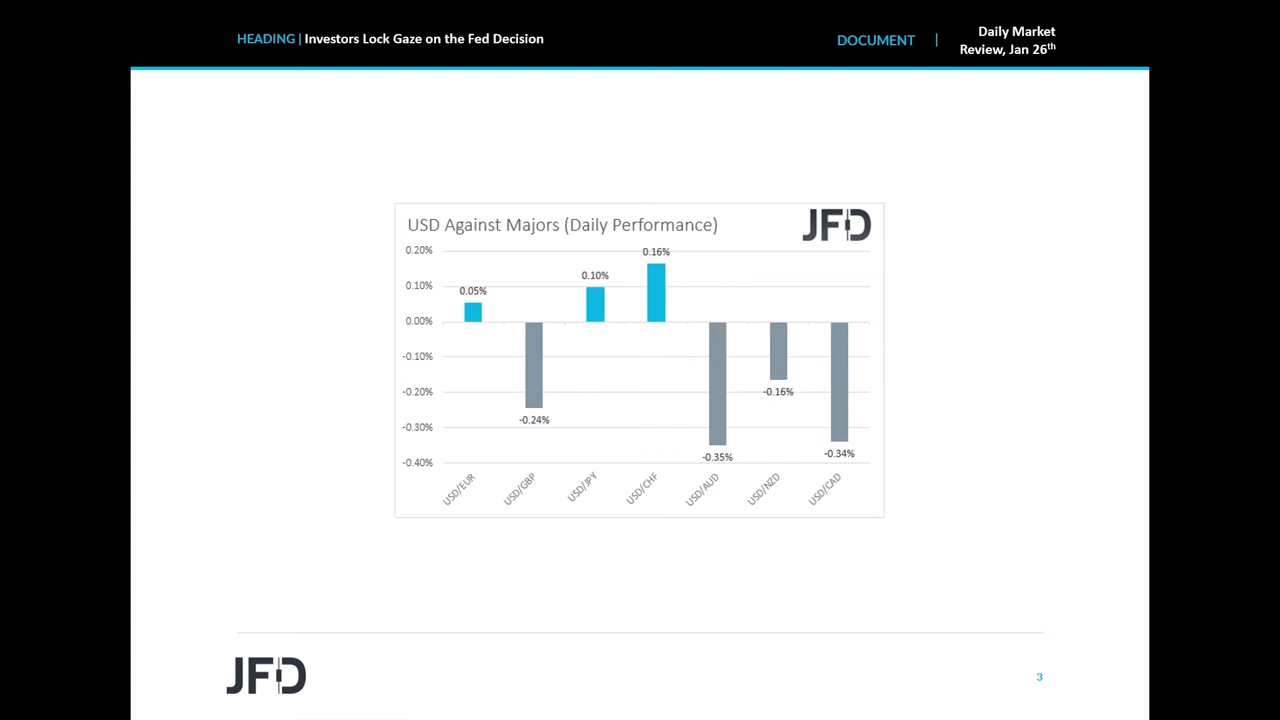 HEADING | Investors Lock Gaze on the Fed Decision
DOCUMENT | Daily Market
Review, Jan 26th
USD Against Majors (Daily Performance)
JFD
0.20%
0.10%
0.00%
-0.10%
-0.20%
-0.30%
-0.40%
0.05%
-0.24%
0.10%
0.16%
-0.35%
-0.16%
-0.34%
USD/EUR
USD/GBP
USD/JPY
USD/CHF
USD/AUD
USD/NZD
USD/CAD
JFD
3